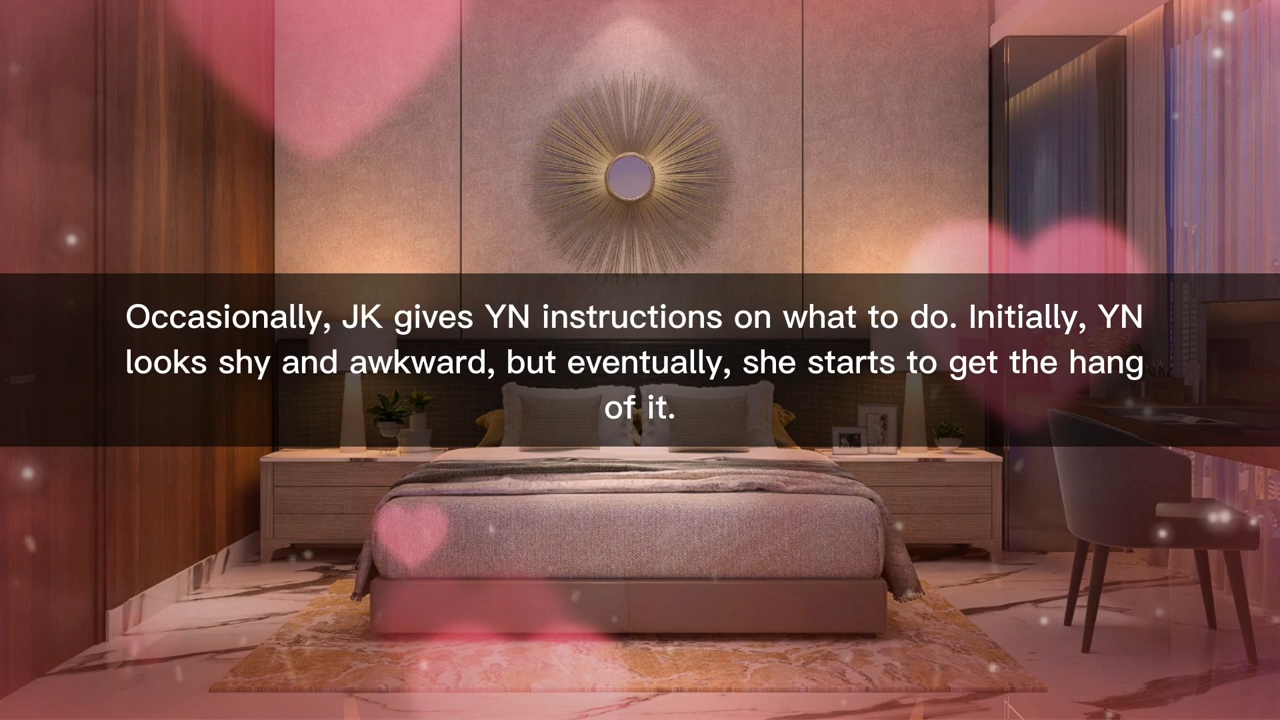 Occasionally, JK gives YN instructions on what to do. Initially, YN
looks shy and awkward, but eventually, she starts to get the hang
of it.